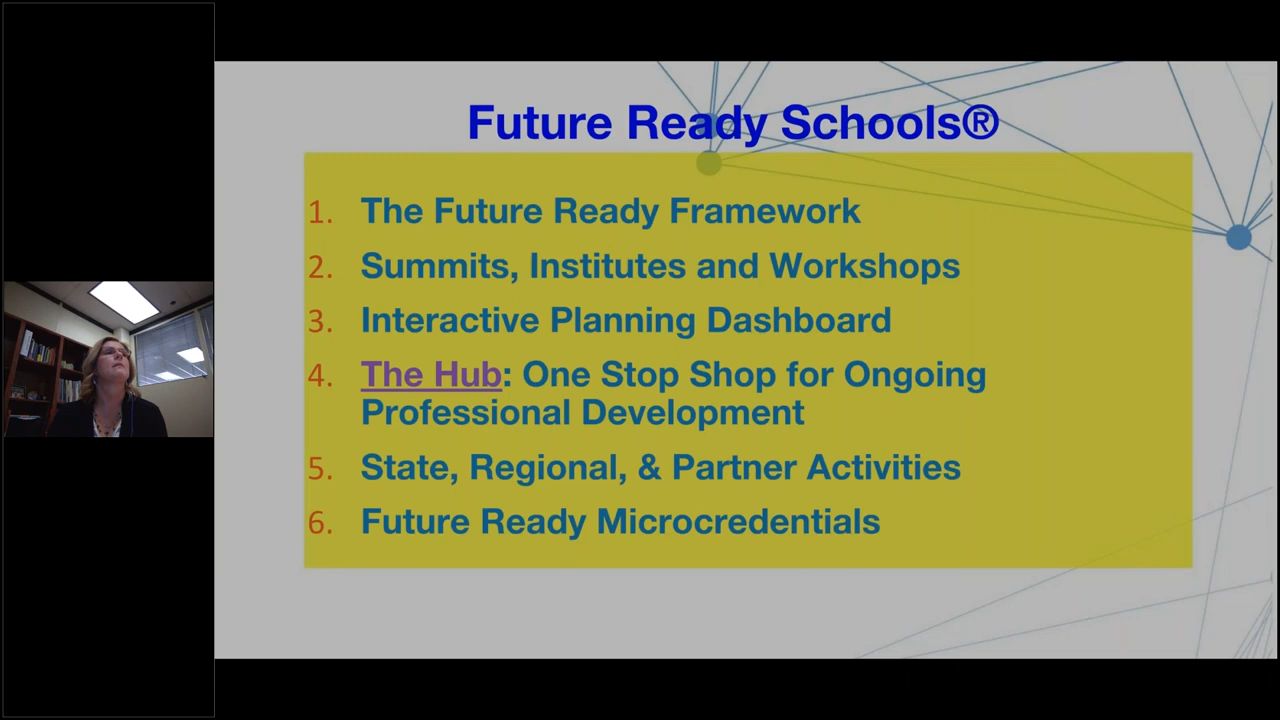 Future Ready Schools®
1. The Future Ready Framework
2. Summits, Institutes and Workshops
3. Interactive Planning Dashboard
4. The Hub: One Stop Shop for Ongoing
Professional Development
5. State, Regional, & Partner Activities
6. Future Ready Microcredentials